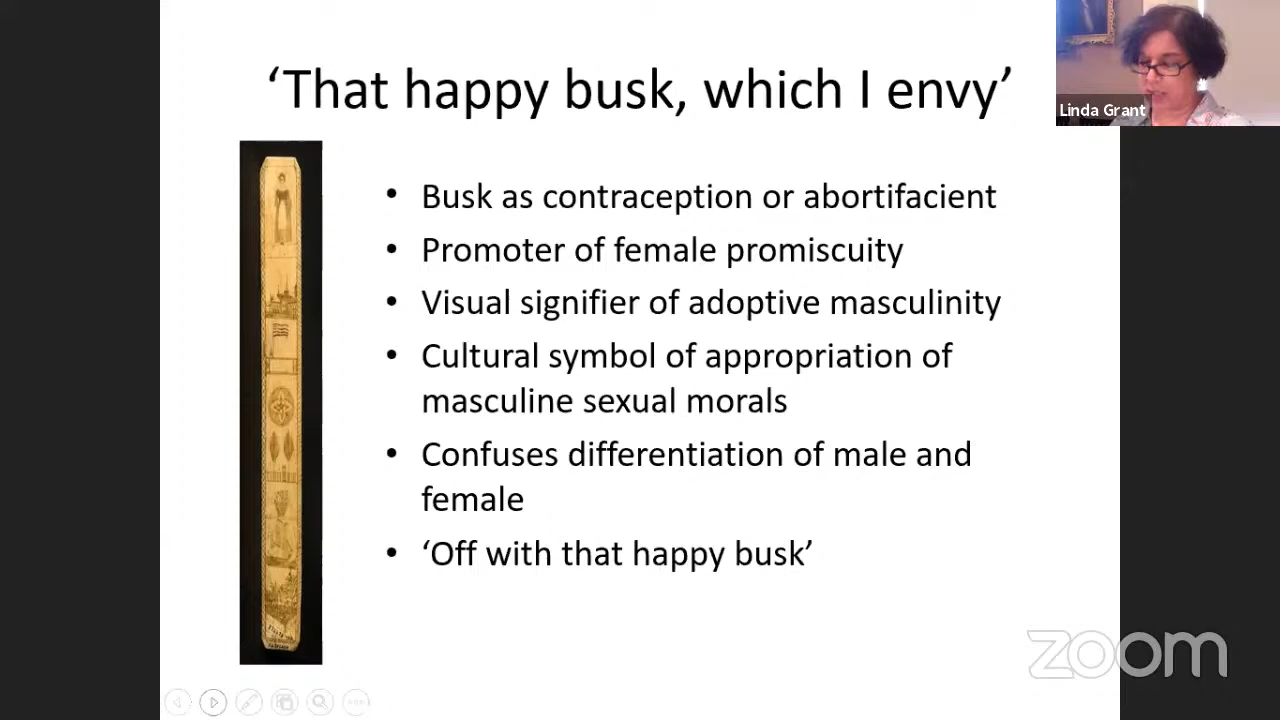 ‘That happy busk, which I envy’
Linda Grant
• Busk as contraception or abortifacient
• Promoter of female promiscuity
• Visual signifier of adoptive masculinity
• Cultural symbol of appropriation of
masculine sexual morals
• Confuses differentiation of male and
female
• ‘Off with that happy busk’
zoom